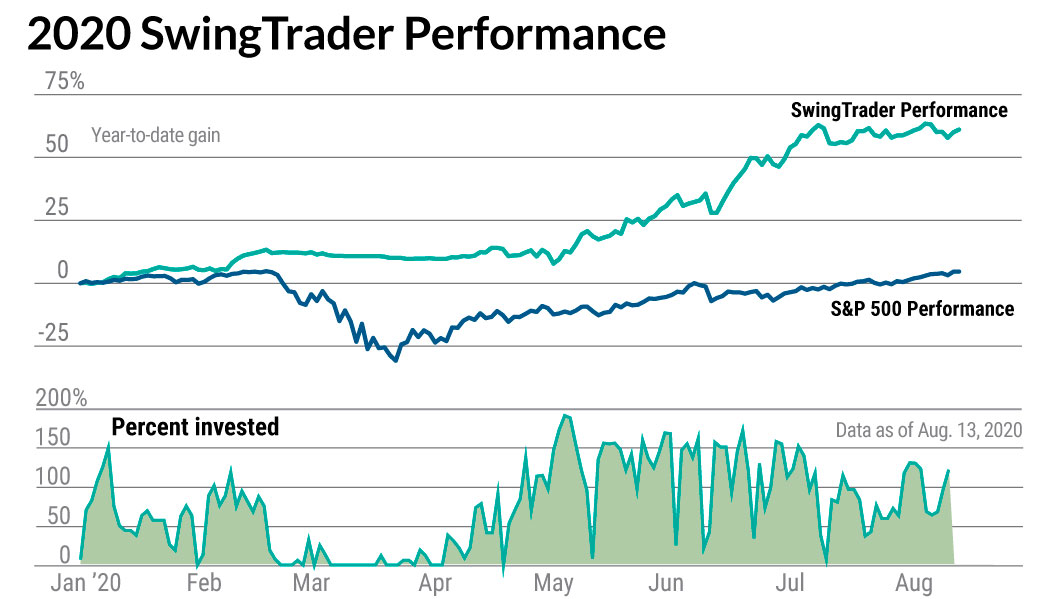 2020 SwingTrader Performance
75%
SwingTrader Performance
Year-to-date gain
50
25
0
S&P 500 Performance
-25
200%
Percent invested
Data as of Aug. 13, 2020
150
100
50
0
Jan '20 Feb Mar Apr May Jun Jul Aug